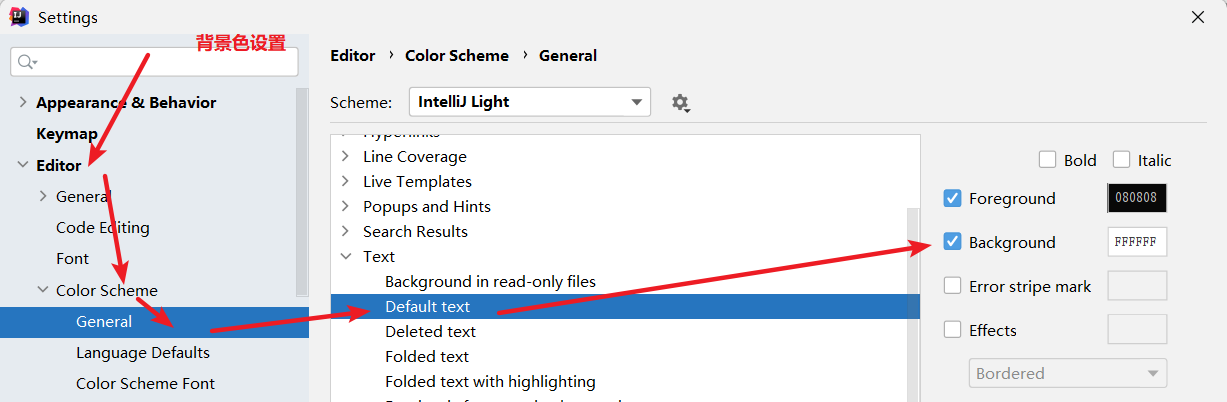 Settings
背景色设置
Appearance & Behavior
Keymap
Editor
General
Code Editing
Font
Color Scheme
General
Language Defaults
Color Scheme Font
Editor › Color Scheme › General
Scheme: IntelliJ Light
Hyperlinks
Line Coverage
Live Templates
Popups and Hints
Search Results
Text
Background in read-only files
Default text
Deleted text
Folded text
Folded text with highlighting
Bold Italic
Foreground 080808
Background FFFFFF
Error stripe mark
Effects
Bordered